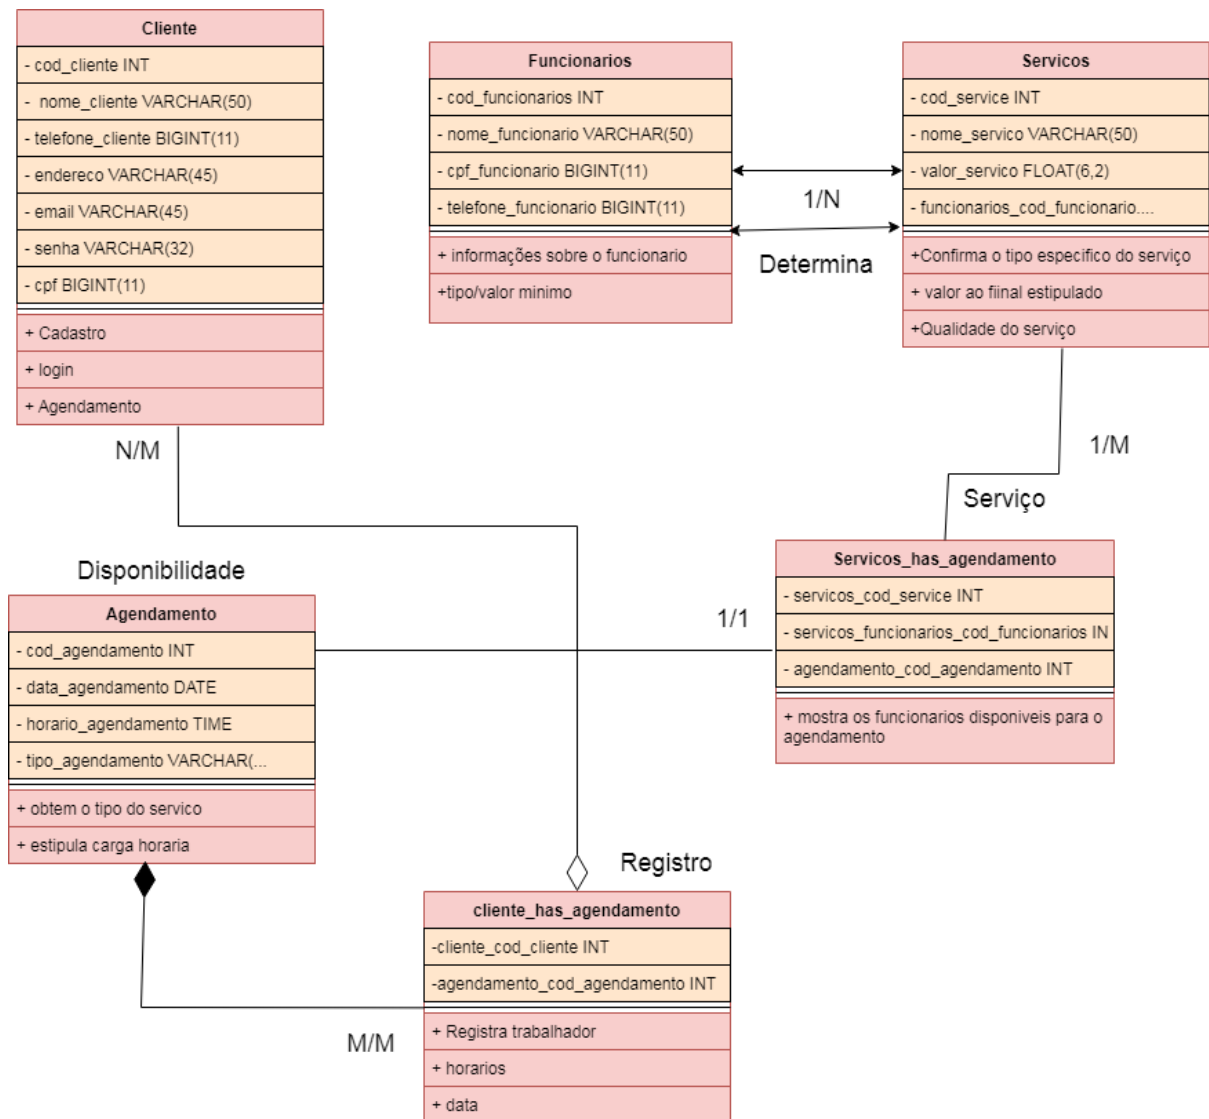 Cliente
- cod_cliente INT
- nome_cliente VARCHAR(50)
- telefone_cliente BIGINT(11)
- endereco VARCHAR(45)
- email VARCHAR(45)
- senha VARCHAR(32)
- cpf BIGINT(11)
+ Cadastro
+ login
+ Agendamento
Funcionarios
- cod_funcionarios INT
- nome_funcionario VARCHAR(50)
- cpf_funcionario BIGINT(11)
- telefone_funcionario BIGINT(11)
+ informações sobre o funcionario
+tipo/valor minimo
1/N
Determina
Servicos
- cod_service INT
- nome_servico VARCHAR(50)
- valor_servico FLOAT(6,2)
- funcionarios_cod_funcionario....
+Confirma o tipo especifico do serviço
+ valor ao fiinal estipulado
+Qualidade do serviço
N/M
1/M
Serviço
Disponibilidade
Agendamento
- cod_agendamento INT
- data_agendamento DATE
- horario_agendamento TIME
- tipo_agendamento VARCHAR(...
+ obtem o tipo do servico
+ estipula carga horaria
1/1
Servicos_has_agendamento
- servicos_cod_service INT
- servicos_funcionarios_cod_funcionarios IN
- agendamento_cod_agendamento INT
+ mostra os funcionarios disponiveis para o
agendamento
Registro
cliente_has_agendamento
-cliente_cod_cliente INT
-agendamento_cod_agendamento INT
+ Registra trabalhador
+ horarios
+ data
M/M